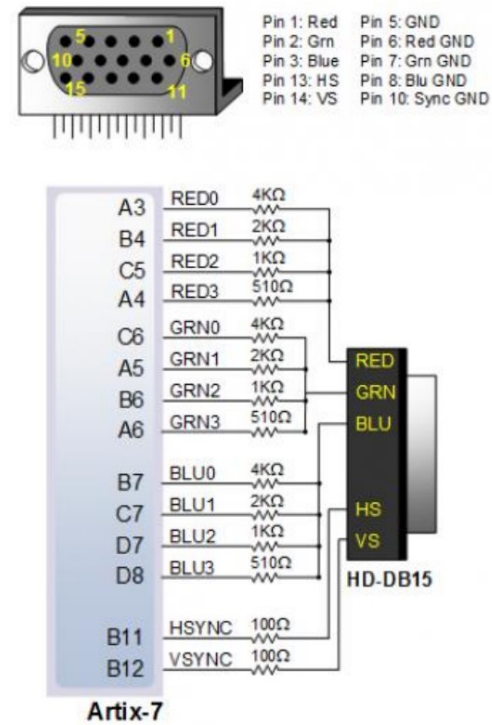 5 1
10 6
15 11
Pin 1: Red Pin 5: GND
Pin 2: Grn Pin 6: Red GND
Pin 3: Blue Pin 7: Grn GND
Pin 13: HS Pin 8: Blu GND
Pin 14: VS Pin 10: Sync GND
A3 RED0 4KΩ
B4 RED1 2KΩ
C5 RED2 1KΩ
A4 RED3 510Ω
C6 GRN0 4KΩ
A5 GRN1 2KΩ
B6 GRN2 1KΩ
A6 GRN3 510Ω
B7 BLU0 4KΩ
C7 BLU1 2KΩ
D7 BLU2 1KΩ
D8 BLU3 510Ω
B11 HSYNC 100Ω
B12 VSYNC 100Ω
RED
GRN
BLU
HS
VS
HD-DB15
Artix-7